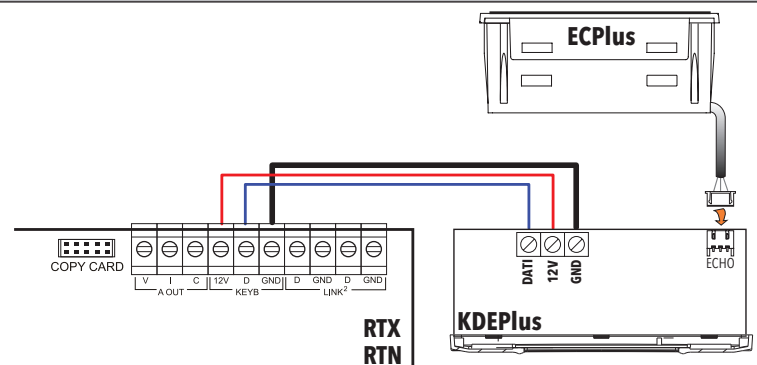 ECPlus
COPY CARD
V I C 12V D GND D GND D GND
A OUT KEYB LINK²
RTX
RTN
DATI 12V GND
ECHO
KDEPlus